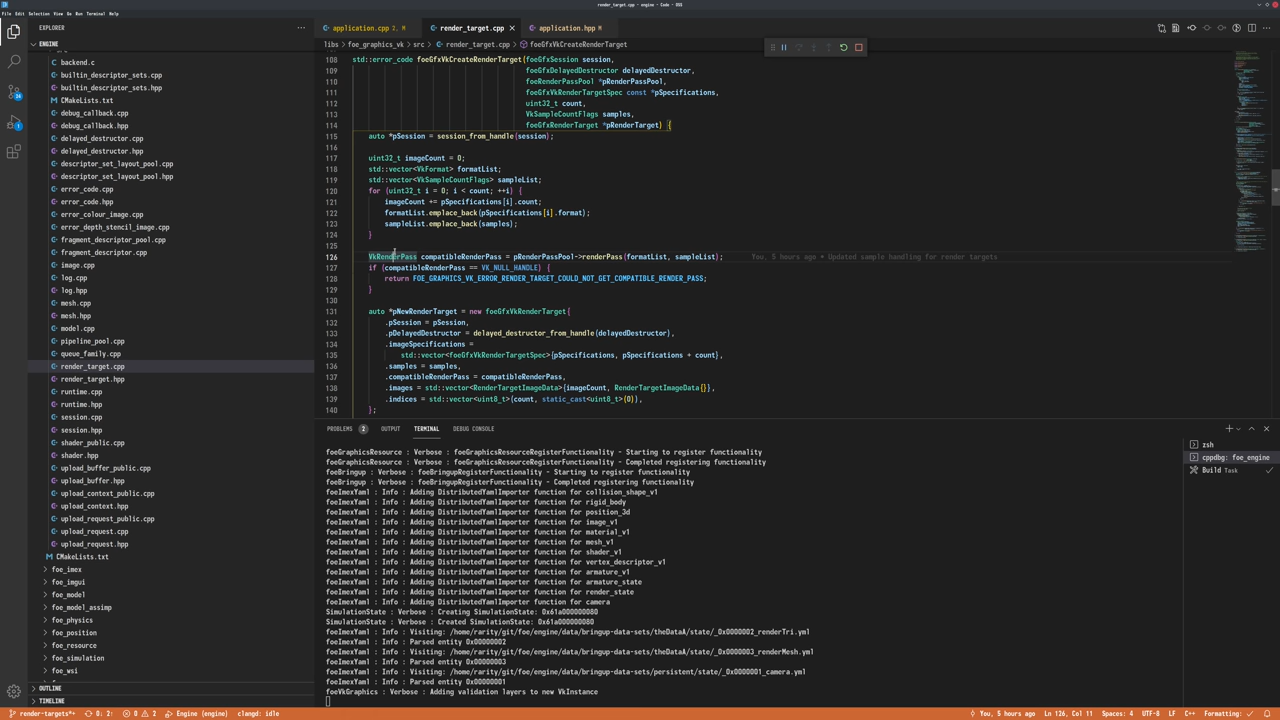 render_target.cpp - engine - Code - OSS
File Edit Selection View Go Run Terminal Help
EXPLORER
ENGINE
backend.c
builtin_descriptor_sets.cpp
builtin_descriptor_sets.hpp
CMakeLists.txt
debug_callback.cpp
debug_callback.hpp
delayed_destructor.cpp
delayed_destructor.hpp
descriptor_set_layout_pool.cpp
descriptor_set_layout_pool.hpp
error_code.cpp
error_code.hpp
error_colour_image.cpp
error_depth_stencil_image.cpp
fragment_descriptor_pool.cpp
fragment_descriptor.cpp
image.cpp
log.cpp
log.hpp
mesh.cpp
mesh.hpp
model.cpp
pipeline_pool.cpp
queue_family.cpp
render_target.cpp
render_target.hpp
runtime.cpp
runtime.hpp
session.cpp
session.hpp
shader_public.cpp
shader.hpp
upload_buffer_public.cpp
upload_buffer.hpp
upload_context_public.cpp
upload_context.hpp
upload_request_public.cpp
upload_request.cpp
upload_request.hpp
CMakeLists.txt
foe_imex
foe_imgui
foe_model
foe_model_assimp
foe_physics
foe_position
foe_resource
foe_simulation
foe_wsi
OUTLINE
TIMELINE
application.cpp 2, M
render_target.cpp
application.hpp M
libs > foe_graphics_vk > src > render_target.cpp > foeGfxVkCreateRenderTarget
108 std::error_code foeGfxVkCreateRenderTarget(foeGfxSession session,
109 foeGfxDelayedDestructor delayedDestructor,
110 foeRenderPassPool *pRenderPassPool,
111 foeGfxVkRenderTargetSpec const *pSpecifications,
112 uint32_t count,
113 VkSampleCountFlags samples,
114 foeGfxRenderTarget *pRenderTarget) {
115 auto *pSession = session_from_handle(session);
116
117 uint32_t imageCount = 0;
118 std::vector<VkFormat> formatList;
119 std::vector<VkSampleCountFlags> sampleList;
120 for (uint32_t i = 0; i < count; ++i) {
121 imageCount += pSpecifications[i].count;
122 formatList.emplace_back(pSpecifications[i].format);
123 sampleList.emplace_back(samples);
124 }
125
126 VkRenderPass compatibleRenderPass = pRenderPassPool->renderPass(formatList, sampleList); You, 5 hours ago • Updated sample handling for render targets
127 if (compatibleRenderPass == VK_NULL_HANDLE) {
128 return FOE_GRAPHICS_VK_ERROR_RENDER_TARGET_COULD_NOT_GET_COMPATIBLE_RENDER_PASS;
129 }
130
131 auto *pNewRenderTarget = new foeGfxVkRenderTarget{
132 .pSession = pSession,
133 .pDelayedDestructor = delayed_destructor_from_handle(delayedDestructor),
134 .imageSpecifications =
135 std::vector<foeGfxVkRenderTargetSpec>{pSpecifications, pSpecifications + count},
136 .samples = samples,
137 .compatibleRenderPass = compatibleRenderPass,
138 .images = std::vector<RenderTargetImageData>{imageCount, RenderTargetImageData{}},
139 .indices = std::vector<uint8_t>(count, static_cast<uint8_t>(0)),
140 };
PROBLEMS 2 OUTPUT TERMINAL DEBUG CONSOLE
foeGraphicsResource : Verbose : foeGraphicsResourceRegisterFunctionality - Starting to register functionality
foeGraphicsResource : Verbose : foeGraphicsResourceRegisterFunctionality - Completed registering functionality
foeBringup : Verbose : foeBringupRegisterFunctionality - Starting to register functionality
foeBringup : Verbose : foeBringupRegisterFunctionality - Completed registering functionality
foeImexYaml : Info : Adding DistributedYamlImporter function for collision_shape_v1
foeImexYaml : Info : Adding DistributedYamlImporter function for rigid_body
foeImexYaml : Info : Adding DistributedYamlImporter function for position_3d
foeImexYaml : Info : Adding DistributedYamlImporter function for image_v1
foeImexYaml : Info : Adding DistributedYamlImporter function for material_v1
foeImexYaml : Info : Adding DistributedYamlImporter function for mesh_v1
foeImexYaml : Info : Adding DistributedYamlImporter function for shader_v1
foeImexYaml : Info : Adding DistributedYamlImporter function for vertex_descriptor_v1
foeImexYaml : Info : Adding DistributedYamlImporter function for armature_v1
foeImexYaml : Info : Adding DistributedYamlImporter function for armature_state
foeImexYaml : Info : Adding DistributedYamlImporter function for render_state
foeImexYaml : Info : Adding DistributedYamlImporter function for camera
SimulationState : Verbose : Creating SimulationState: 0x61a000000080
SimulationState : Verbose : Created SimulationState: 0x61a000000080
foeImexYaml : Info : Visiting: /home/rarity/git/foe/engine/data/bringup-data-sets/theDataA/state/_0x0000002_renderTri.yml
foeImexYaml : Info : Parsed entity 0x00000002
foeImexYaml : Info : Visiting: /home/rarity/git/foe/engine/data/bringup-data-sets/theDataA/state/_0x0000003_renderMesh.yml
foeImexYaml : Info : Parsed entity 0x00000003
foeImexYaml : Info : Visiting: /home/rarity/git/foe/engine/data/bringup-data-sets/persistent/state/_0x0000001_camera.yml
foeImexYaml : Info : Parsed entity 0x00000001
foeVkGraphics : Verbose : Adding validation layers to new VkInstance
zsh
cppdbg: foe_engine
Build Task
render-targets*+ 0: 2↑ 0 2 Engine (engine) clangd: idle You, 5 hours ago Ln 126, Col 11 Spaces: 4 UTF-8 LF C++ Formatting: ✓